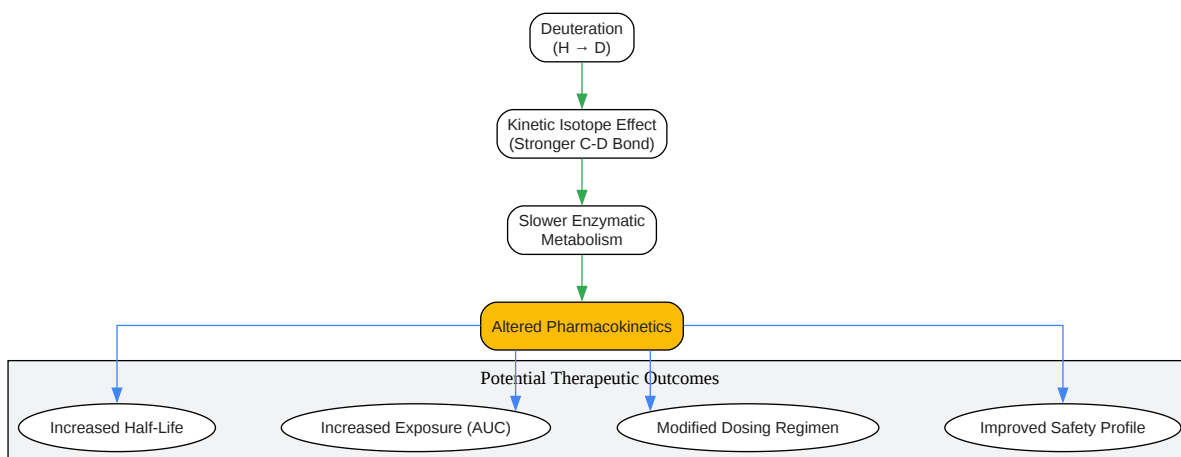 Deuteration
(H → D)
Kinetic Isotope Effect
(Stronger C-D Bond)
Slower Enzymatic
Metabolism
Altered Pharmacokinetics
Potential Therapeutic Outcomes
Increased Half-Life
Increased Exposure (AUC)
Modified Dosing Regimen
Improved Safety Profile